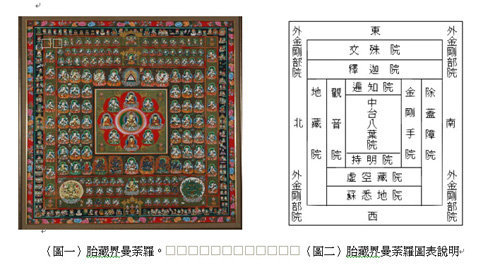 東
外金剛部院
外金剛部院
文殊院
釋迦院
北
地藏院
觀音院
遍知院
中台八葉院
持明院
金剛手院
除蓋障院
南
虛空藏院
蘇悉地院
外金剛部院
外金剛部院
西
〈圖一〉胎藏界曼荼羅。□□□□□□□□□□□□〈圖二〉胎藏界曼荼羅圖表說明